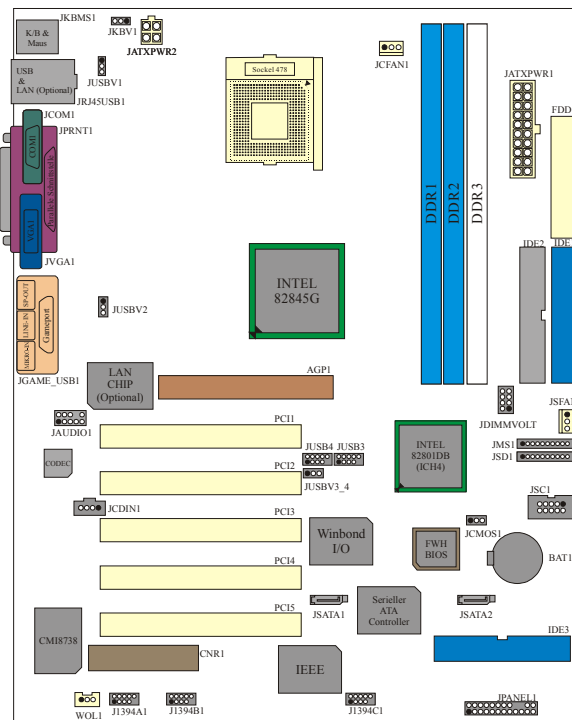 JKBMS1
JKBV1
K/B &
Maus
JATXPWR2
USB
&
LAN (Optional)
JUSBV1
JRJ45USB1
Sockel 478
JCFAN1
JATXPWR1
FDD
JCOM1
JPRNT1
COM1
Parallele Schnittstelle
VGA1
JVGA1
DDR1
DDR2
DDR3
IDE2
IDE
INTEL
82845G
SP-OUT
LINE-IN
MIKRO-IN
Gameport
JGAME_USB1
JUSBV2
LAN
CHIP
(Optional)
AGP1
JDIMMVOLT
JSFA
JAUDIO1
PCI1
JUSB4
JUSB3
INTEL
82801DB
(ICH4)
JMS1
JSD1
CODEC
PCI2
JUSBV3_4
JCDIN1
JSC1
PCI3
Winbond
I/O
JCMOS1
FWH
BIOS
BAT1
PCI4
JSATA1
Serieller
ATA
Controller
JSATA2
CMI8738
PCI5
IDE3
CNR1
IEEE
WOL1
J1394A1
J1394B1
J1394C1
JPANEL1